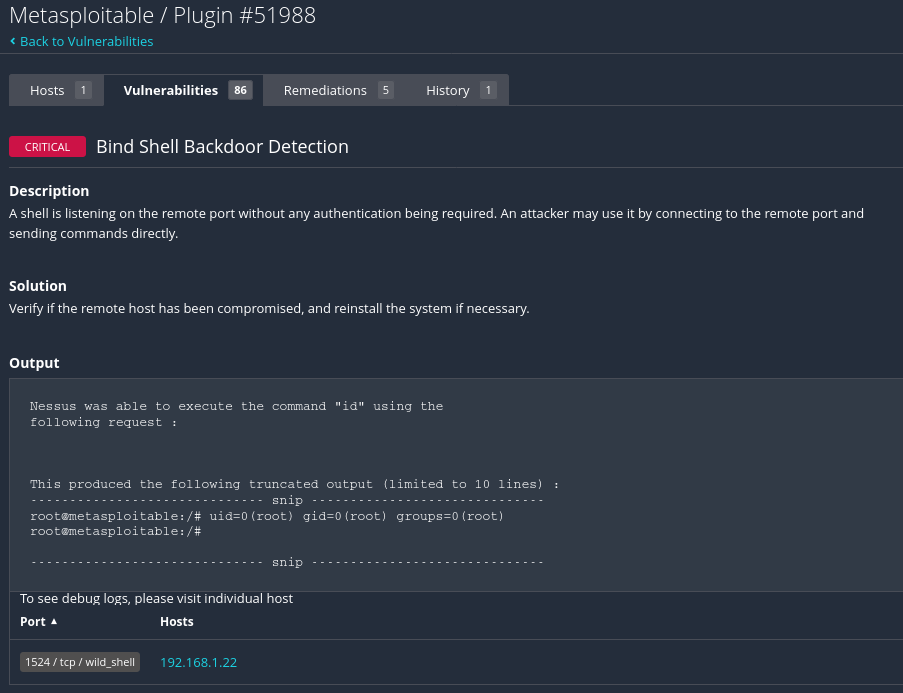 Metasploitable / Plugin #51988
Back to Vulnerabilities
Hosts 1 Vulnerabilities 86 Remediations 5 History 1
CRITICAL Bind Shell Backdoor Detection
Description
A shell is listening on the remote port without any authentication being required. An attacker may use it by connecting to the remote port and
sending commands directly.
Solution
Verify if the remote host has been compromised, and reinstall the system if necessary.
Output
Nessus was able to execute the command "id" using the
following request :
This produced the following truncated output (limited to 10 lines) :
------------------------------ snip ------------------------------
root@metasploitable:/# uid=0(root) gid=0(root) groups=0(root)
root@metasploitable:/#
------------------------------ snip ------------------------------
To see debug logs, please visit individual host
Port ▲ Hosts
1524 / tcp / wild_shell 192.168.1.22